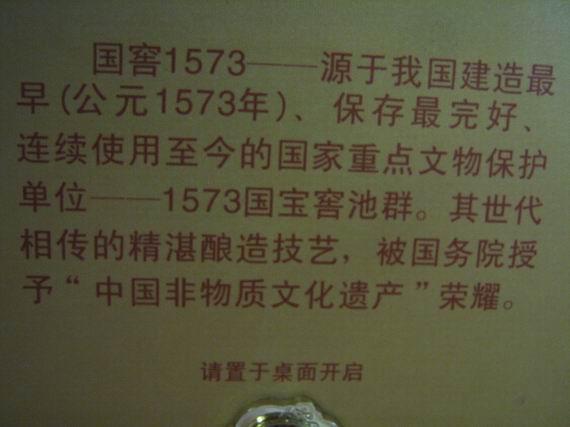 国窖1573——源于我国建造最
早(公元1573年)、保存最完好、
连续使用至今的国家重点文物保护
单位——1573国宝窖池群。其世代
相传的精湛酿造技艺，被国务院授
予“中国非物质文化遗产”荣耀。
请置于桌面开启